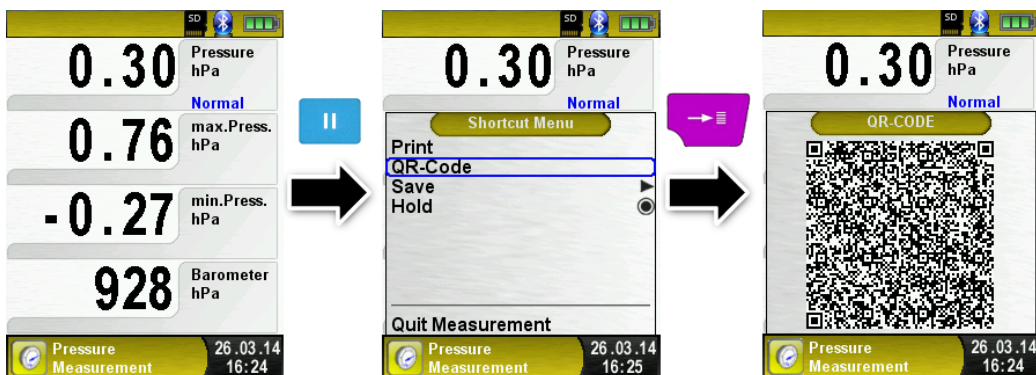 SD
0.30 Pressure
hPa
Normal
0.76 max.Press.
hPa
-0.27 min.Press.
hPa
928 Barometer
hPa
Pressure 26.03.14
Measurement 16:24
SD
0.30 Pressure
hPa
Normal
Shortcut Menu
Print
QR-Code
Save
Hold
Quit Measurement
Pressure 26.03.14
Measurement 16:25
SD
0.30 Pressure
hPa
Normal
QR-CODE
Pressure 26.03.14
Measurement 16:24